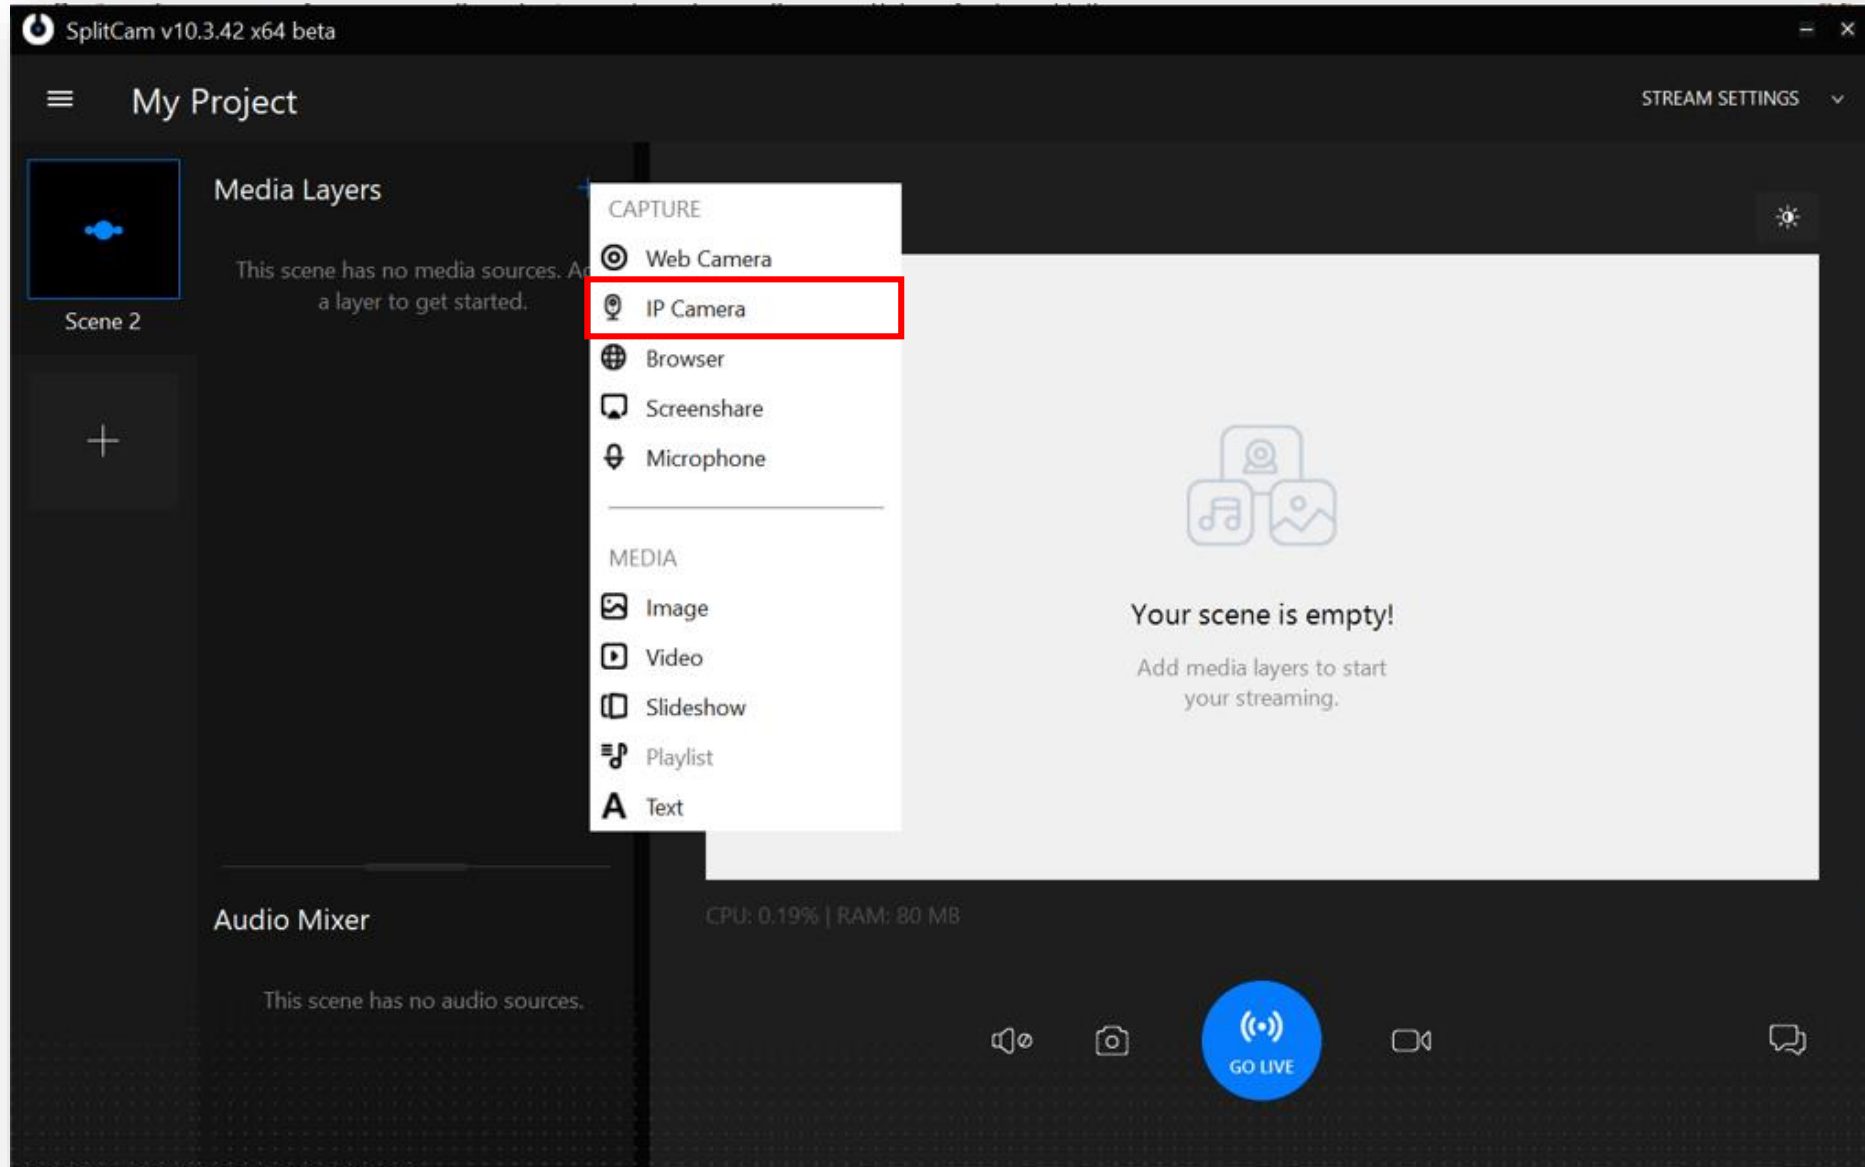 SplitCam v10.3.42 x64 beta
My Project
STREAM SETTINGS
Media Layers
This scene has no media sources.
a layer to get started.
Scene 2
CAPTURE
Web Camera
IP Camera
Browser
Screenshare
Microphone
MEDIA
Image
Video
Slideshow
Playlist
Text
Your scene is empty!
Add media layers to start
your streaming.
CPU: 0.19% | RAM: 80 MB
Audio Mixer
This scene has no audio sources.
GO LIVE